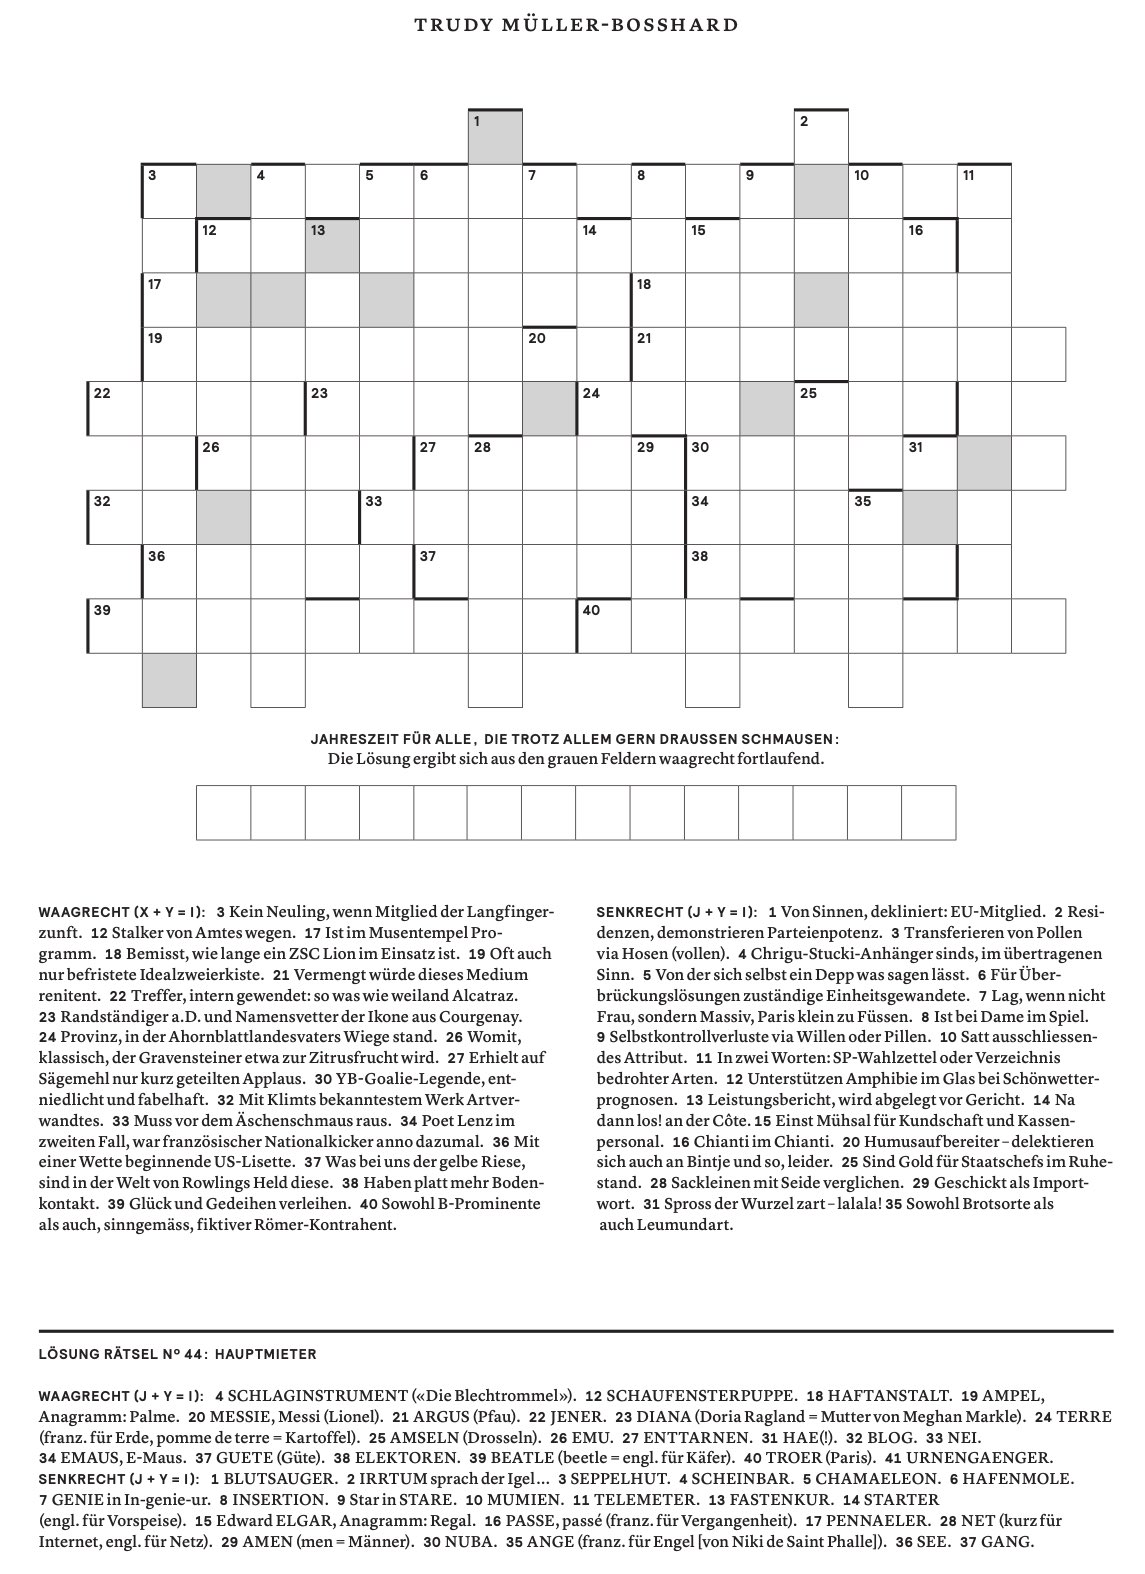 TRUDY MÜLLER-BOSSHARD
1 2
3 4 5 6 7 8 9 10 11
12 13 14 15 16
17 18
19 20 21
22 23 24 25
26 27 28 29 30 31
32 33 34 35
36 37 38
39 40
JAHRESZEIT FÜR ALLE, DIE TROTZ ALLEM GERN DRAUSSEN SCHMAUSEN:
Die Lösung ergibt sich aus den grauen Feldern waagrecht fortlaufend.
WAAGRECHT (X + Y = I): 3 Kein Neuling, wenn Mitglied der Langfinger-
zunft. 12 Stalker von Amtes wegen. 17 Ist im Musentempel Pro-
gramm. 18 Bemisst, wie lange ein ZSC Lion im Einsatz ist. 19 Oft auch
nur befristete Idealzweierkiste. 21 Vermengt würde dieses Medium
renitent. 22 Treffer, intern gewendet: so was wie weiland Alcatraz.
23 Randständiger a.D. und Namensvetter der Ikone aus Courgenay.
24 Provinz, in der Ahornblattlandesvaters Wiege stand. 26 Womit,
klassisch, der Gravensteiner etwa zur Zitrusfrucht wird. 27 Erhielt auf
Sägemehl nur kurz geteilten Applaus. 30 YB-Goalie-Legende, ent-
niedlicht und fabelhaft. 32 Mit Klimts bekanntestem Werk Artver-
wandtes. 33 Muss vor dem Äschenschmaus raus. 34 Poet Lenz im
zweiten Fall, war französischer Nationalkicker anno dazumal. 36 Mit
einer Wette beginnende US-Lisette. 37 Was bei uns der gelbe Riese,
sind in der Welt von Rowlings Held diese. 38 Haben platt mehr Boden-
kontakt. 39 Glück und Gedeihen verleihen. 40 Sowohl B-Prominente
als auch, sinngemäss, fiktiver Römer-Kontrahent.
SENKRECHT (J + Y = I): 1 Von Sinnen, dekliniert: EU-Mitglied. 2 Resi-
denzen, demonstrieren Parteienpotenz. 3 Transferieren von Pollen
via Hosen (vollen). 4 Chrigu-Stucki-Anhänger sinds, im übertragenen
Sinn. 5 Von der sich selbst ein Depp was sagen lässt. 6 Für Über-
brückungslösungen zuständige Einheitsgewandete. 7 Lag, wenn nicht
Frau, sondern Massiv, Paris klein zu Füssen. 8 Ist bei Dame im Spiel.
9 Selbstkontrollverluste via Willen oder Pillen. 10 Satt ausschliessen-
des Attribut. 11 In zwei Worten: SP-Wahlzettel oder Verzeichnis
bedrohter Arten. 12 Unterstützen Amphibie im Glas bei Schönwetter-
prognosen. 13 Leistungsbericht, wird abgelegt vor Gericht. 14 Na
dann los! an der Côte. 15 Einst Mühsal für Kundschaft und Kassen-
personal. 16 Chianti im Chianti. 20 Humusaufbereiter – delektieren
sich auch an Bintje und so, leider. 25 Sind Gold für Staatschefs im Ruhe-
stand. 28 Sackleinen mit Seide verglichen. 29 Geschickt als Import-
wort. 31 Spross der Wurzel zart – lalala! 35 Sowohl Brotsorte als
auch Leumundart.
LÖSUNG RÄTSEL Nº 44: HAUPTMIETER
WAAGRECHT (J + Y = I): 4 SCHLAGINSTRUMENT («Die Blechtrommel»). 12 SCHAUFENSTERPUPPE. 18 HAFTANSTALT. 19 AMPEL,
Anagramm: Palme. 20 MESSIE, Messi (Lionel). 21 ARGUS (Pfau). 22 JENER. 23 DIANA (Doria Ragland = Mutter von Meghan Markle). 24 TERRE
(franz. für Erde, pomme de terre = Kartoffel). 25 AMSELN (Drosseln). 26 EMU. 27 ENTTARNEN. 31 HAE(!). 32 BLOG. 33 NEI.
34 EMAUS, E-Maus. 37 GUETE (Güte). 38 ELEKTOREN. 39 BEATLE (beetle = engl. für Käfer). 40 TROER (Paris). 41 URNENGAENGER.
SENKRECHT (J + Y = I): 1 BLUTSAUGER. 2 IRRTUM sprach der Igel… 3 SEPPELHUT. 4 SCHEINBAR. 5 CHAMAELEON. 6 HAFENMOLE.
7 GENIE in In-genie-ur. 8 INSERTION. 9 Star in STARE. 10 MUMIEN. 11 TELEMETER. 13 FASTENKUR. 14 STARTER
(engl. für Vorspeise). 15 Edward ELGAR, Anagramm: Regal. 16 PASSE, passé (franz. für Vergangenheit). 17 PENNAELER. 28 NET (kurz für
Internet, engl. für Netz). 29 AMEN (men = Männer). 30 NUBA. 35 ANGE (franz. für Engel [von Niki de Saint Phalle]). 36 SEE. 37 GANG.